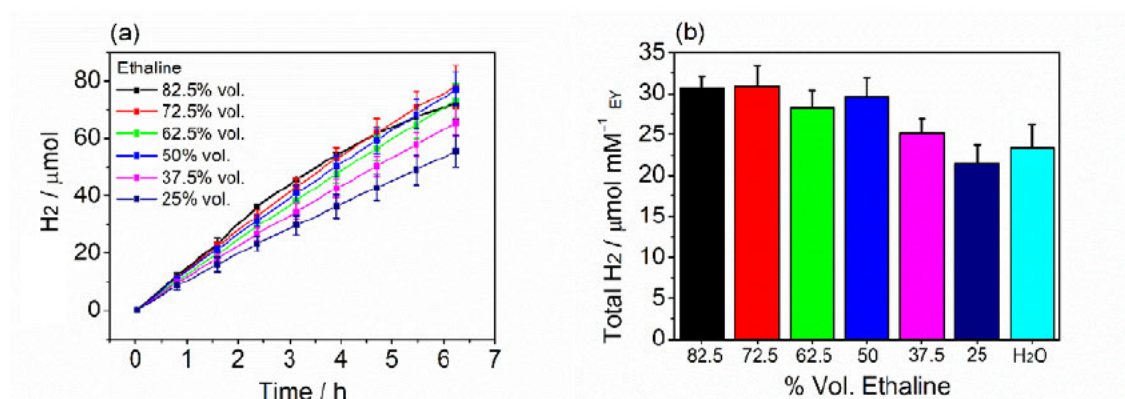 (a)
Ethaline
82.5% vol.
72.5% vol.
62.5% vol.
50% vol.
37.5% vol.
25% vol.
H2 / μmol
80
60
40
20
0
0 1 2 3 4 5 6 7
Time / h
(b)
Total H2 / μmol mM⁻¹ EY
35
30
25
20
15
10
5
0
82.5 72.5 62.5 50 37.5 25 H2O
% Vol. Ethaline